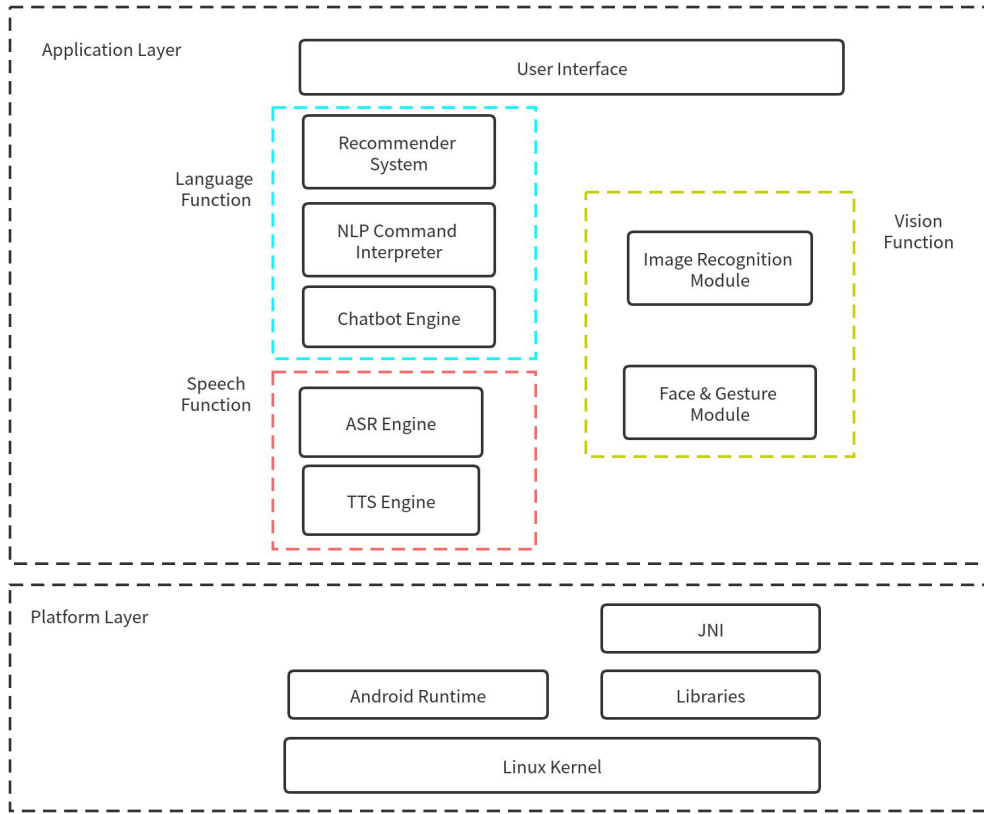 Application Layer
User Interface
Language
Function
Recommender
System
NLP Command
Interpreter
Chatbot Engine
Vision
Function
Image Recognition
Module
Face & Gesture
Module
Speech
Function
ASR Engine
TTS Engine
Platform Layer
JNI
Android Runtime
Libraries
Linux Kernel